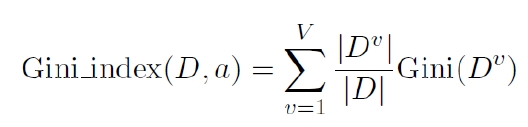 Gini_index(D, a) = \sum_{v=1}^{V} \frac{|D^v|}{|D|} Gini(D^v)